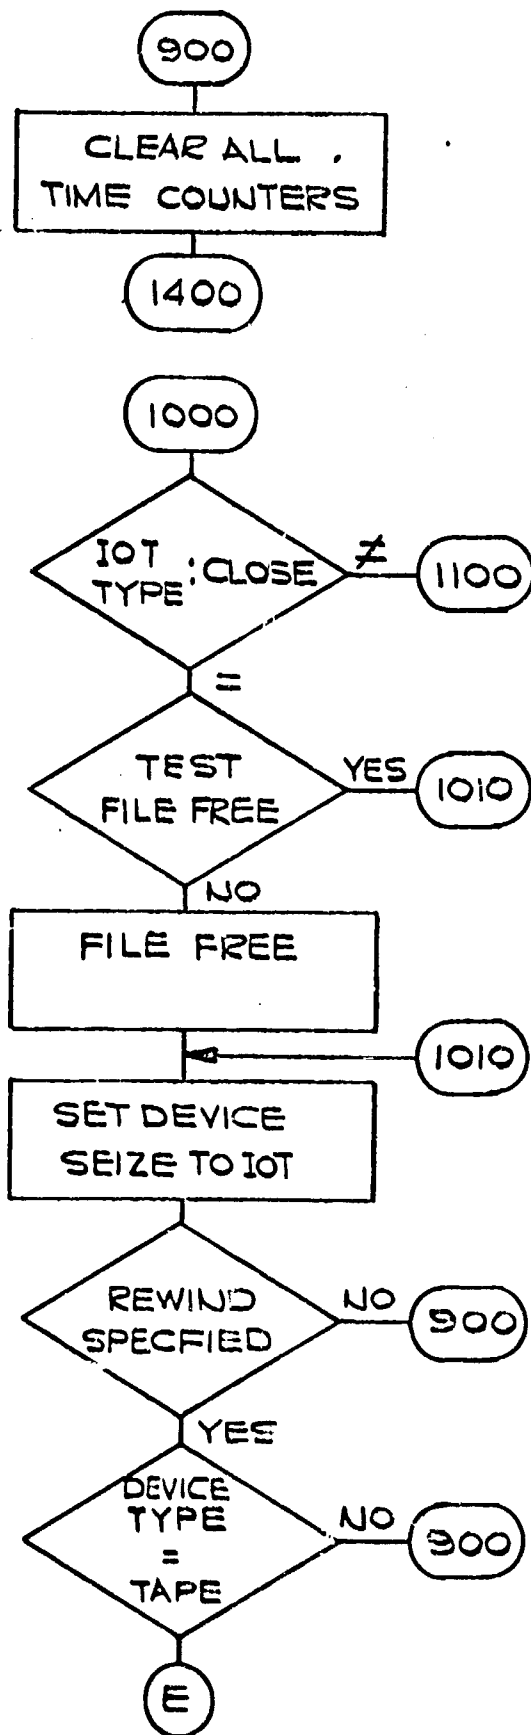 900
CLEAR ALL
TIME COUNTERS
1400
1000
IOT
TYPE : CLOSE
≠
1100
=
TEST
FILE FREE
YES
1010
NO
FILE FREE
1010
SET DEVICE
SEIZE TO IOT
REWIND
SPECFIED
NO
900
YES
DEVICE
TYPE
=
TAPE
NO
900
E